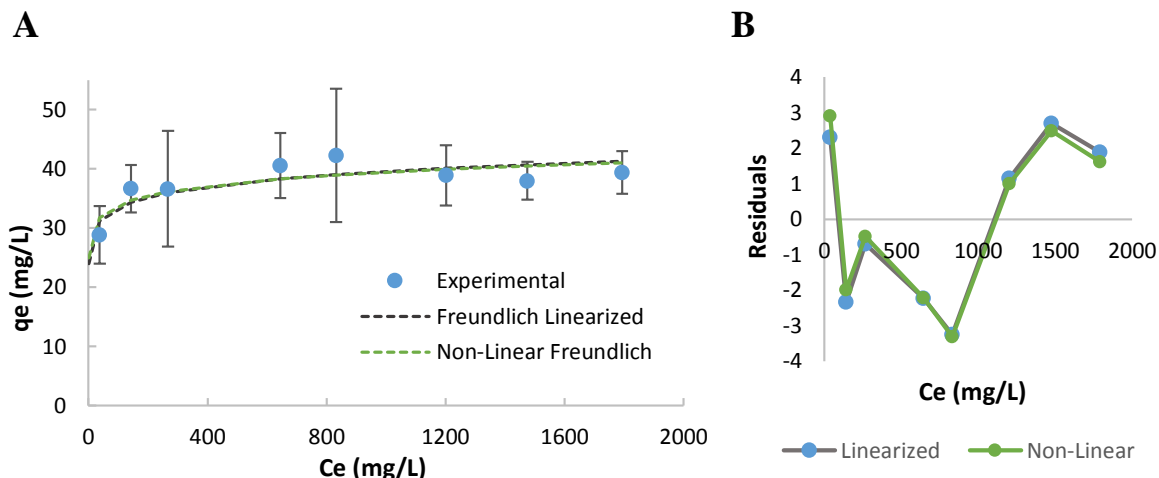 A
B
50
40
30
20
10
0
0 400 800 1200 1600 2000
qe (mg/L)
Ce (mg/L)
Experimental
Freundlich Linearized
Non-Linear Freundlich
4
3
2
1
0
-1
-2
-3
-4
0 500 1000 1500 2000
Residuals
Ce (mg/L)
Linearized Non-Linear